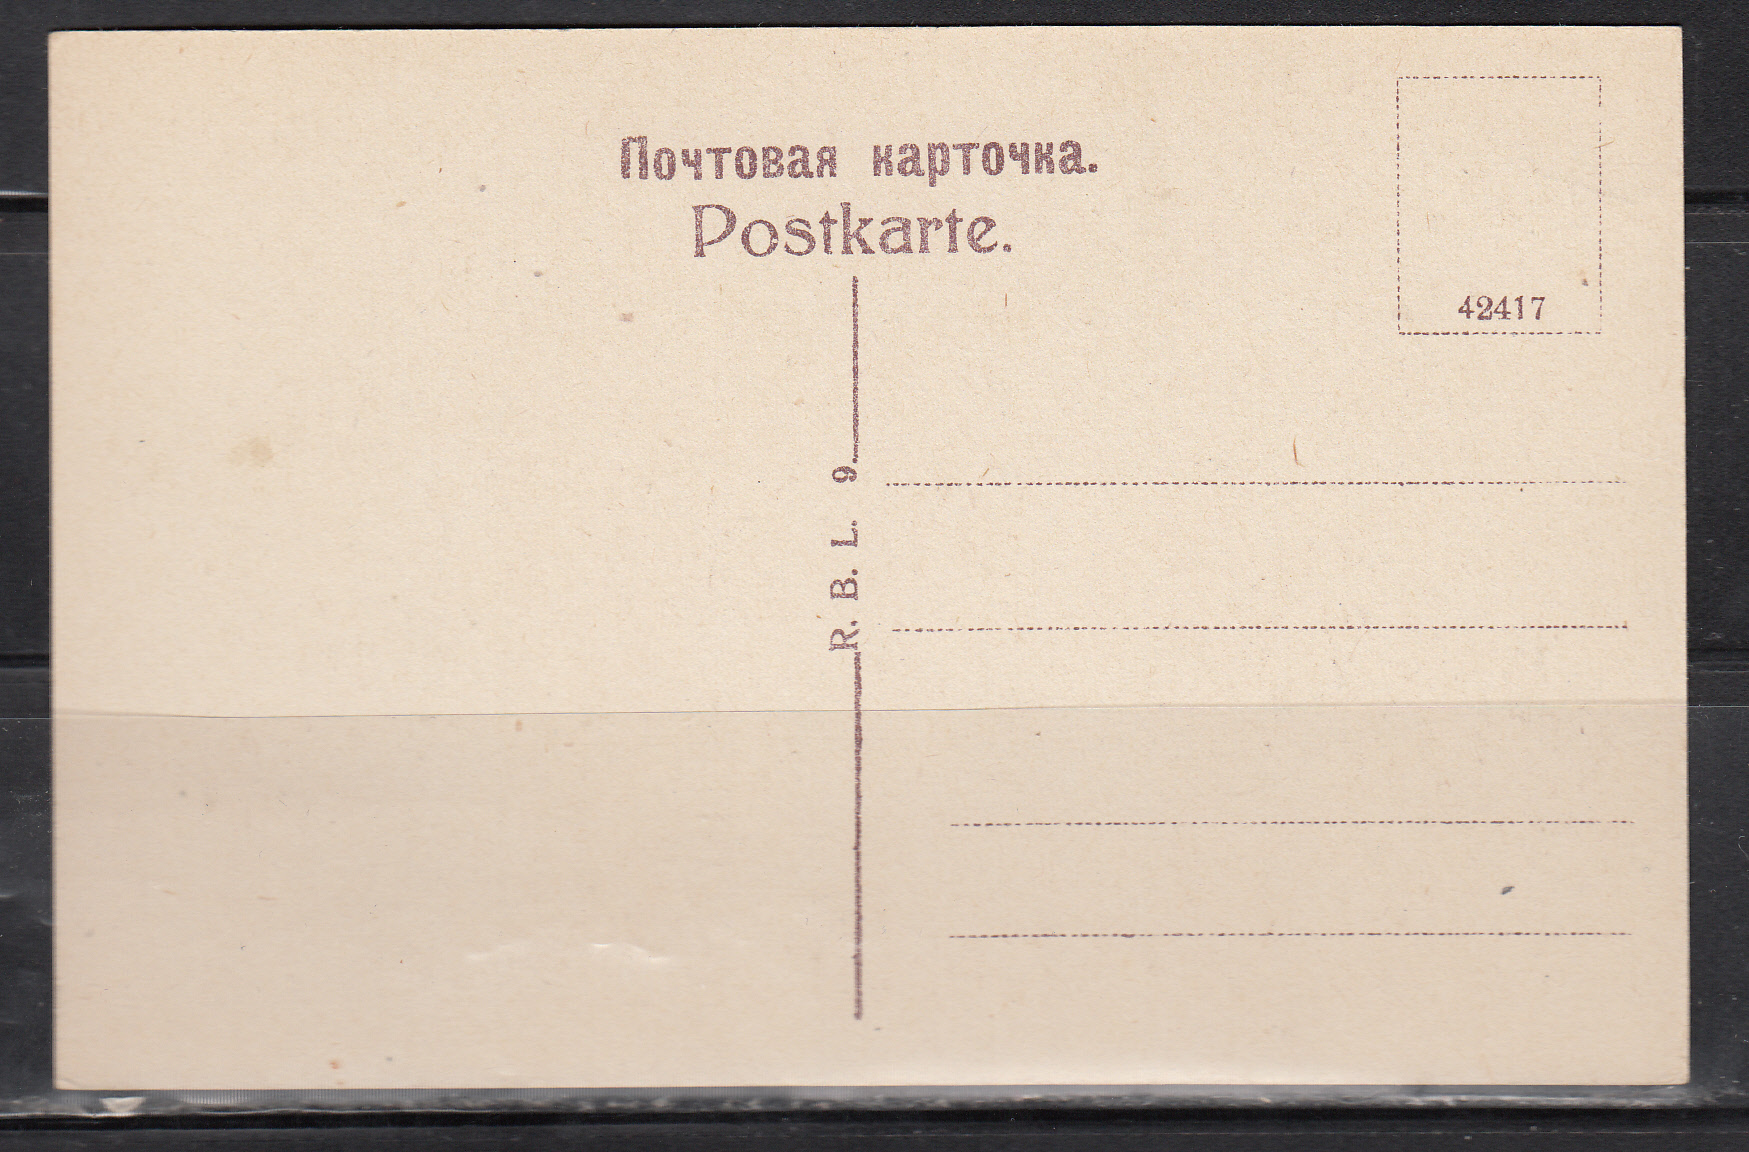 Почтовая карточка.
Postkarte.
42417
R. B. L. 9.